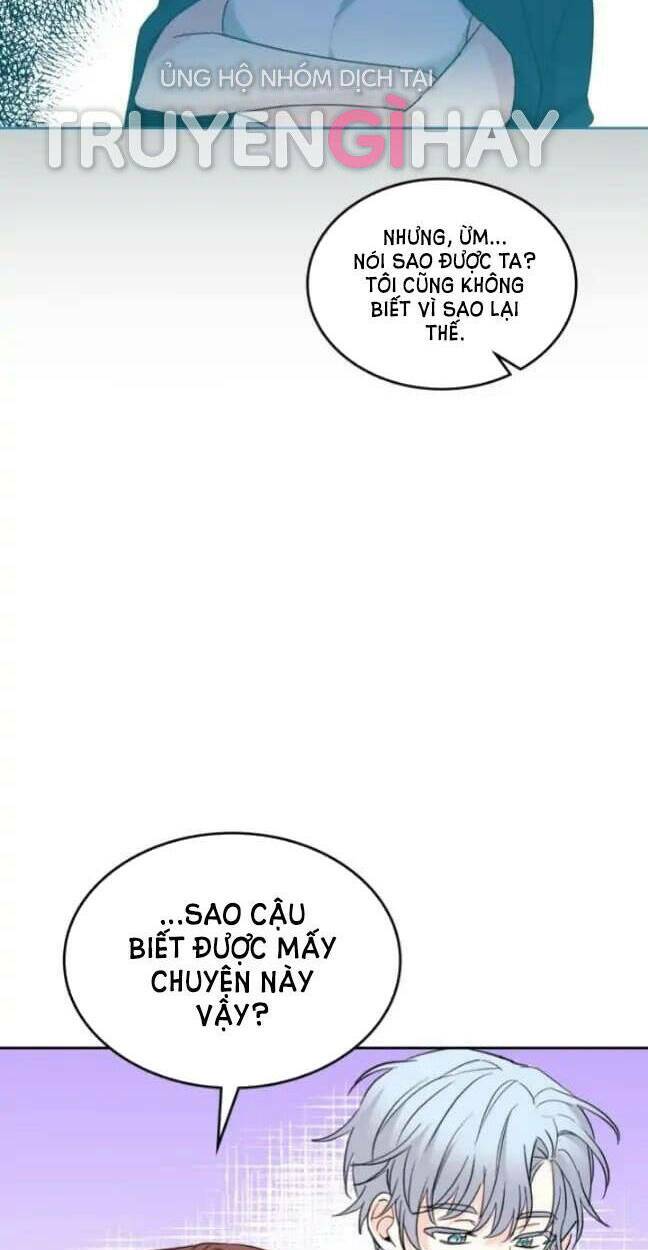 ỦNG HỘ NHÓM DỊCH TẠI
TRUYENGÌHAY
NHƯNG, ỪM...
NÓI SAO ĐƯỢC TA?
TÔI CŨNG KHÔNG
BIẾT VÌ SAO LẠI
THẾ.
...SAO CẬU
BIẾT ĐƯỢC MẤY
CHUYỆN NÀY
VẬY?